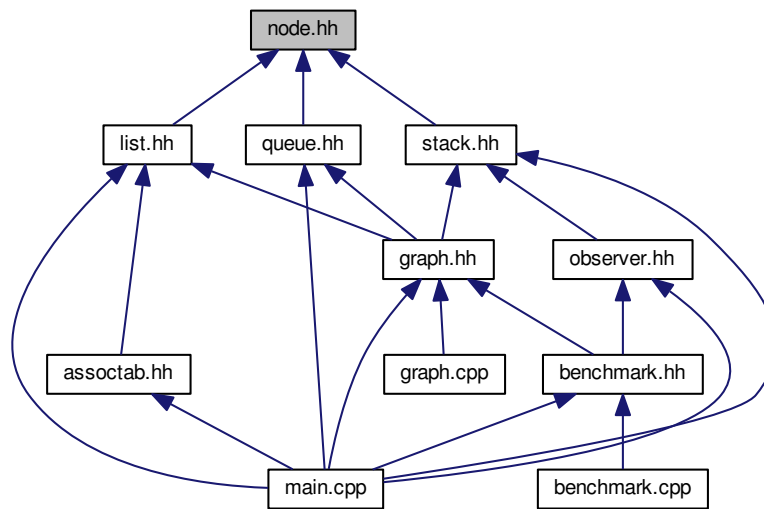 node.hh
list.hh
queue.hh
stack.hh
graph.hh
observer.hh
assoctab.hh
graph.cpp
benchmark.hh
main.cpp
benchmark.cpp